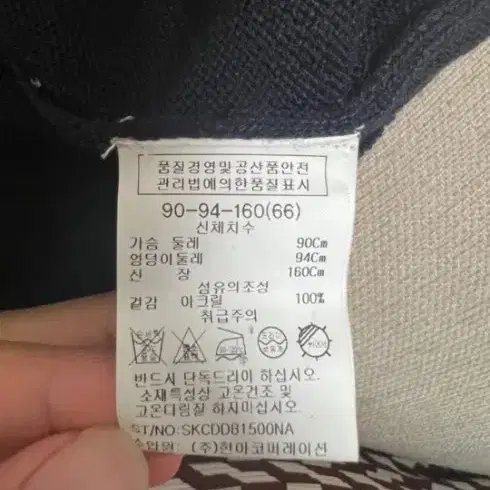 품질경영및공산품안전
관리법에의한품질표시
90-94-160(66)
신체치수
가슴 둘레 90Cm
엉덩이둘레 94Cm
신 장 160Cm
섬유의조성
겉감 아크릴 100%
취급주의
반드시 단독드라이 하십시오.
소재특성상 고온건조 및
고온다림질 하지마십시오.
ST/NO:SKCDD81500NA
수입원: (주)현아코퍼레이션